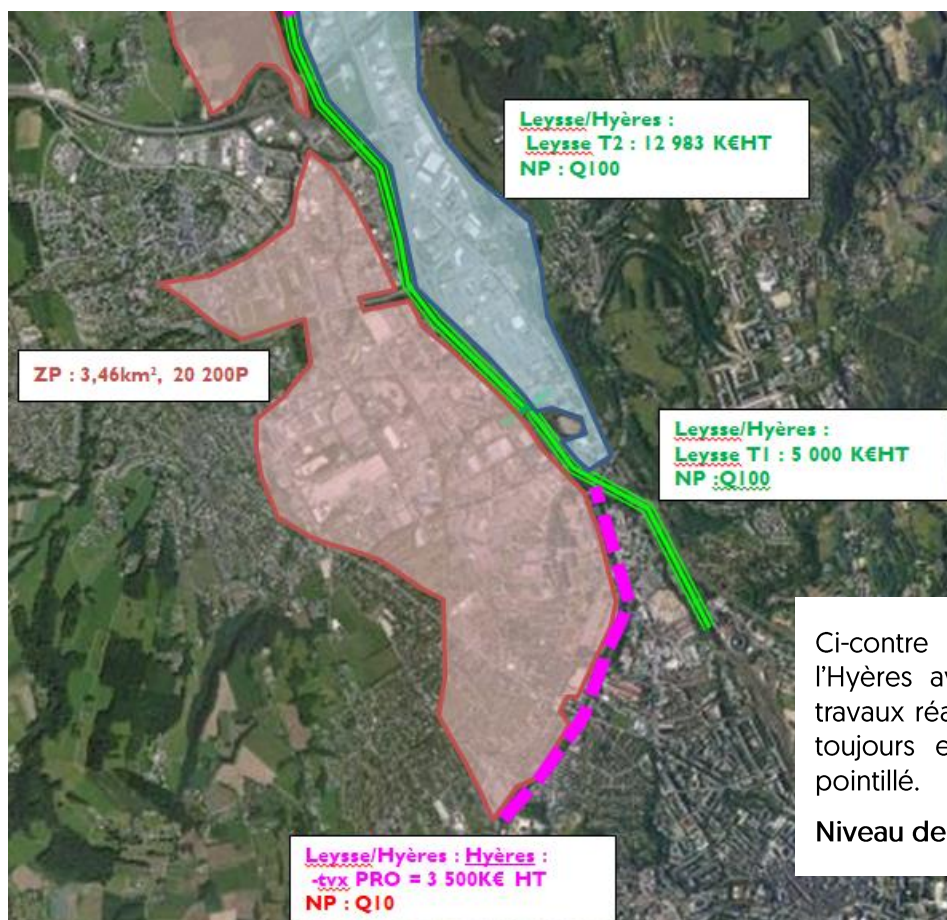 Leysse/Hyères :
Leysse T2 : 12 983 K€HT
NP : Q100
ZP : 3,46km², 20 200P
Leysse/Hyères :
Leysse T1 : 5 000 K€HT
NP :Q100
Ci-contre
l'Hyères
travaux
toujours
pointillé.
Niveau de
Leysse/Hyères : Hyères :
-tvx PRO = 3 500K€ HT
NP : Q10